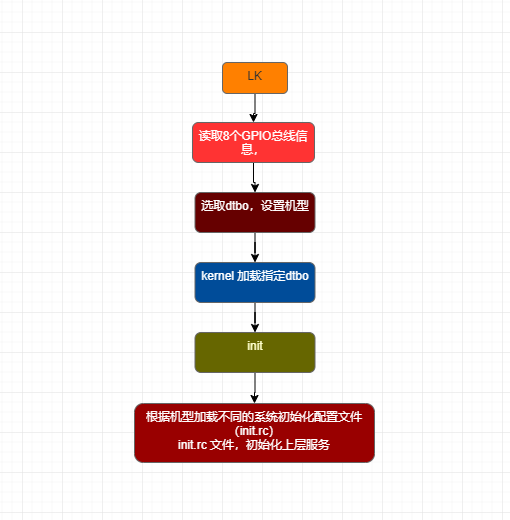 LK
读取8个GPIO总线信
息，
选取dtbo，设置机型
kernel 加载指定dtbo
init
根据机型加载不同的系统初始化配置文件
（init.rc）
init.rc 文件，初始化上层服务